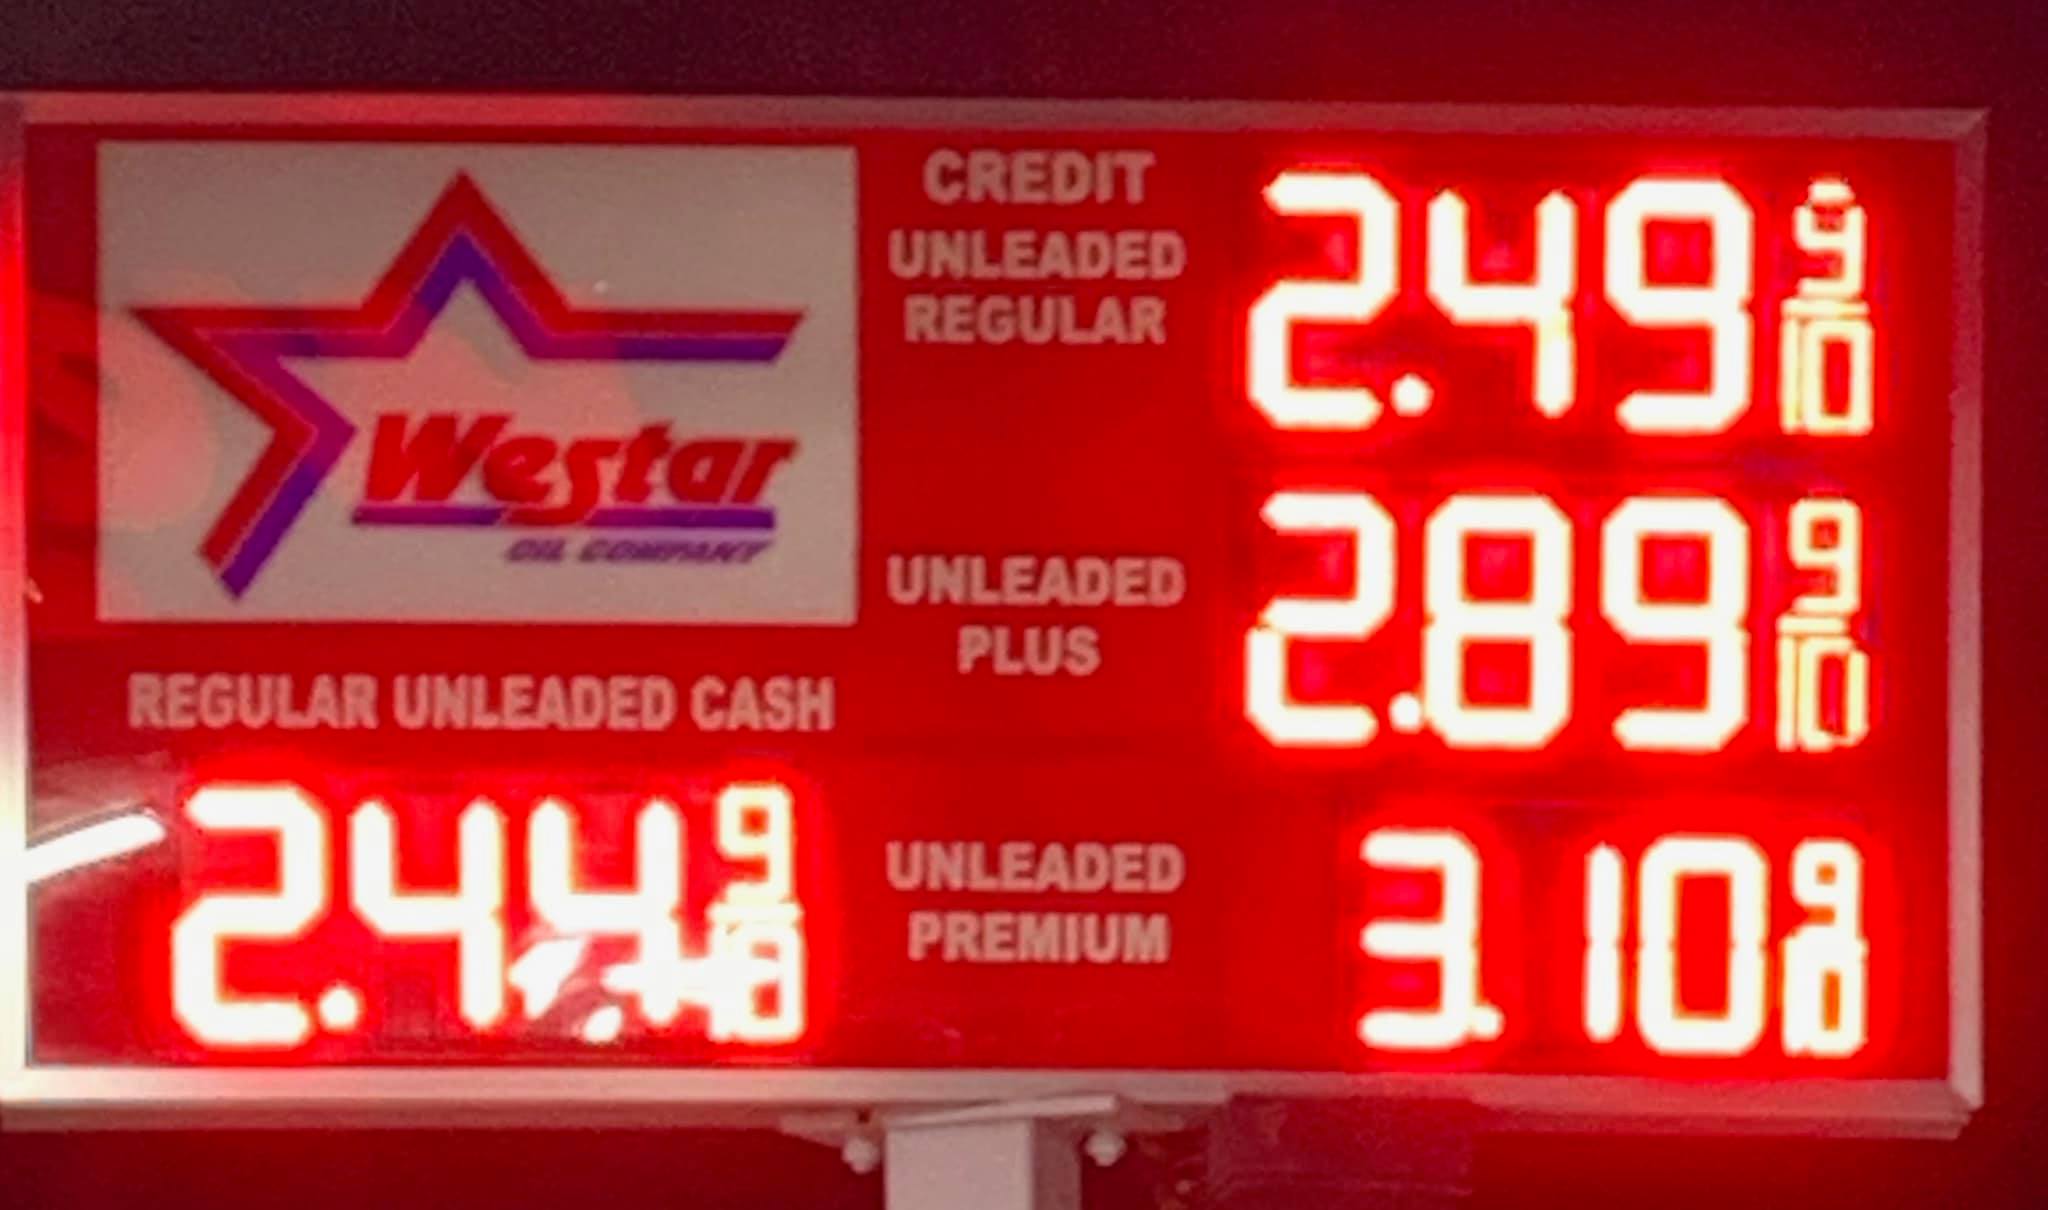 Westar
OIL COMPANY
REGULAR UNLEADED CASH
2.44 9/10
CREDIT
UNLEADED
REGULAR
2.49 9/10
UNLEADED
PLUS
2.89 9/10
UNLEADED
PREMIUM
3.10 9/10